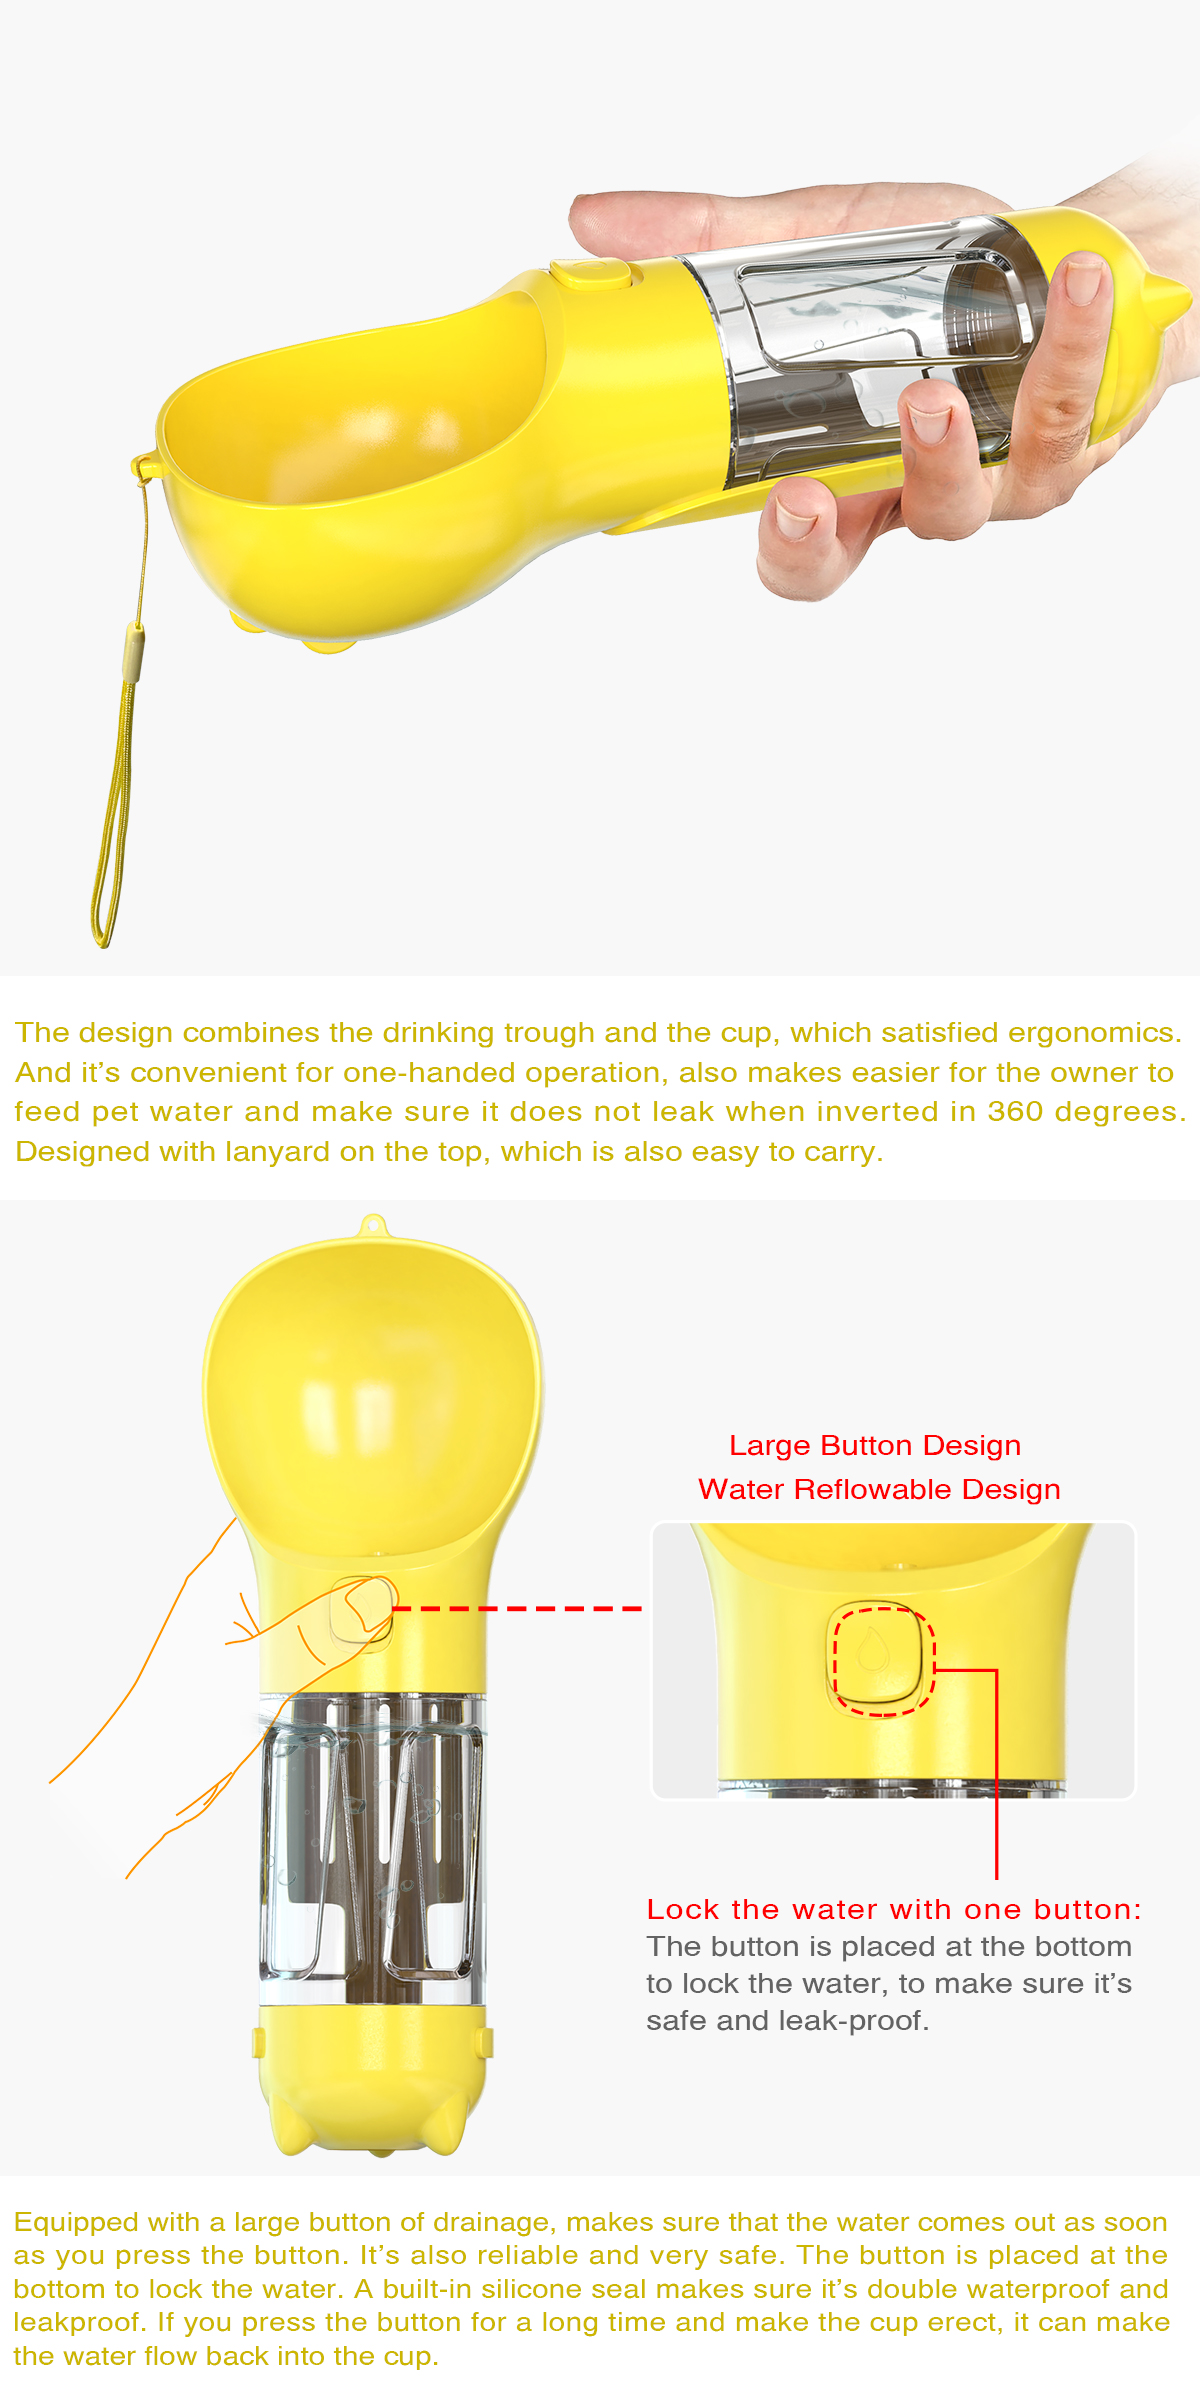 The design combines the drinking trough and the cup, which satisfied ergonomics.
And it’s convenient for one-handed operation, also makes easier for the owner to
feed pet water and make sure it does not leak when inverted in 360 degrees.
Designed with lanyard on the top, which is also easy to carry.
Large Button Design
Water Reflowable Design
Lock the water with one button:
The button is placed at the bottom
to lock the water, to make sure it’s
safe and leak-proof.
Equipped with a large button of drainage, makes sure that the water comes out as soon
as you press the button. It’s also reliable and very safe. The button is placed at the
bottom to lock the water. A built-in silicone seal makes sure it’s double waterproof and
leakproof. If you press the button for a long time and make the cup erect, it can make
the water flow back into the cup.